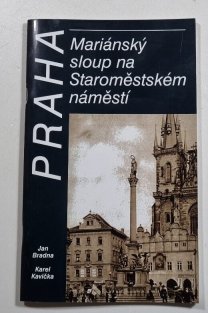 PRAHA
Mariánský
sloup na
Staroměstském
náměstí
Jan
Bradna
Karel
Kavička